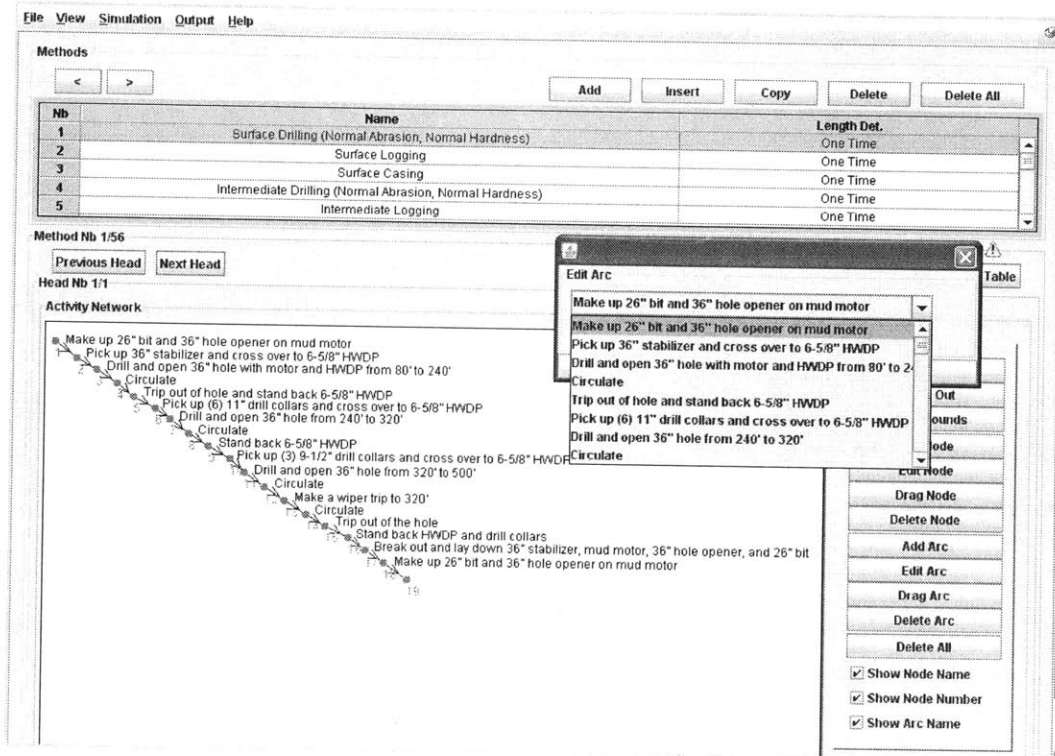 File View Simulation Output Help
Methods
< >
Add Insert Copy Delete Delete All
Nb Name Length Det.
1 Surface Drilling (Normal Abrasion, Normal Hardness) One Time
2 Surface Logging One Time
3 Surface Casing One Time
4 Intermediate Drilling (Normal Abrasion, Normal Hardness) One Time
5 Intermediate Logging One Time
Method Nb 1/56
Previous Head Next Head
Table
Head Nb 1/1
Activity Network
Edit Arc
Make up 26" bit and 36" hole opener on mud motor
Make up 26" bit and 36" hole opener on mud motor
Pick up 36" stabilizer and cross over to 6-5/8" HWDP
Drill and open 36" hole with motor and HWDP from 80' to 24
Circulate
Trip out of hole and stand back 6-5/8" HWDP
Pick up (6) 11" drill collars and cross over to 6-5/8" HWDP
Drill and open 36" hole from 240' to 320'
Circulate
Make up 26" bit and 36" hole opener on mud motor
Pick up 36" stabilizer and cross over to 6-5/8" HWDP
Drill and open 36" hole with motor and HWDP from 80' to 240'
Circulate
Trip out of hole and stand back 6-5/8" HWDP
Pick up (6) 11" drill collars and cross over to 6-5/8" HWDP
Drill and open 36" hole from 240' to 320'
Circulate
Stand back 6-5/8" HWDP
Pick up (3) 9-1/2" drill collars and cross over to 6-5/8" HWDP
Drill and open 36" hole from 320' to 500'
Circulate
Make a wiper trip to 320'
Circulate
Trip out of the hole
Stand back HWDP and drill collars
Break out and lay down 36" stabilizer, mud motor, 36" hole opener, and 26" bit
Make up 26" bit and 36" hole opener on mud motor
19
Out
ounds
ode
Edit Node
Drag Node
Delete Node
Add Arc
Edit Arc
Drag Arc
Delete Arc
Delete All
Show Node Name
Show Node Number
Show Arc Name